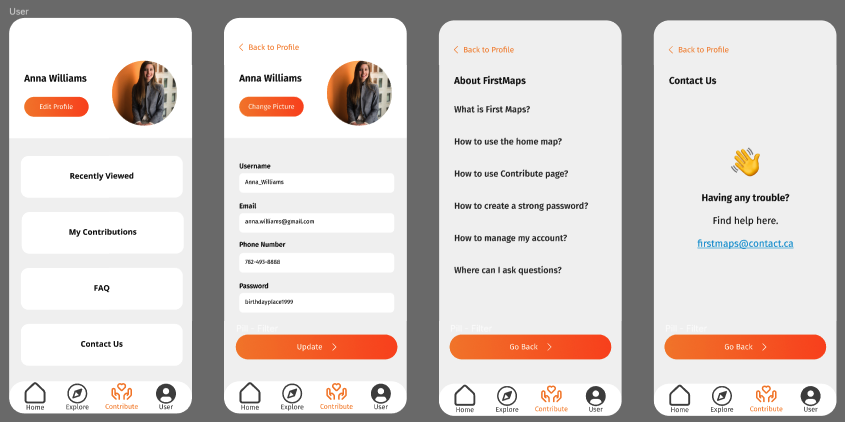 User
Anna Williams
Edit Profile
Recently Viewed
My Contributions
FAQ
Contact Us
Home
Explore
Contribute
User
Back to Profile
Anna Williams
Change Picture
Username
Anna_Williams
Email
anna.williams@gmail.com
Phone Number
782-493-8888
Password
birthdayplace1999
Update
Home
Explore
Contribute
User
Back to Profile
About FirstMaps
What is First Maps?
How to use the home map?
How to use Contribute page?
How to create a strong password?
How to manage my account?
Where can I ask questions?
Go Back
Home
Explore
Contribute
User
Back to Profile
Contact Us
Having any trouble?
Find help here.
firstmaps@contact.ca
Go Back
Home
Explore
Contribute
User